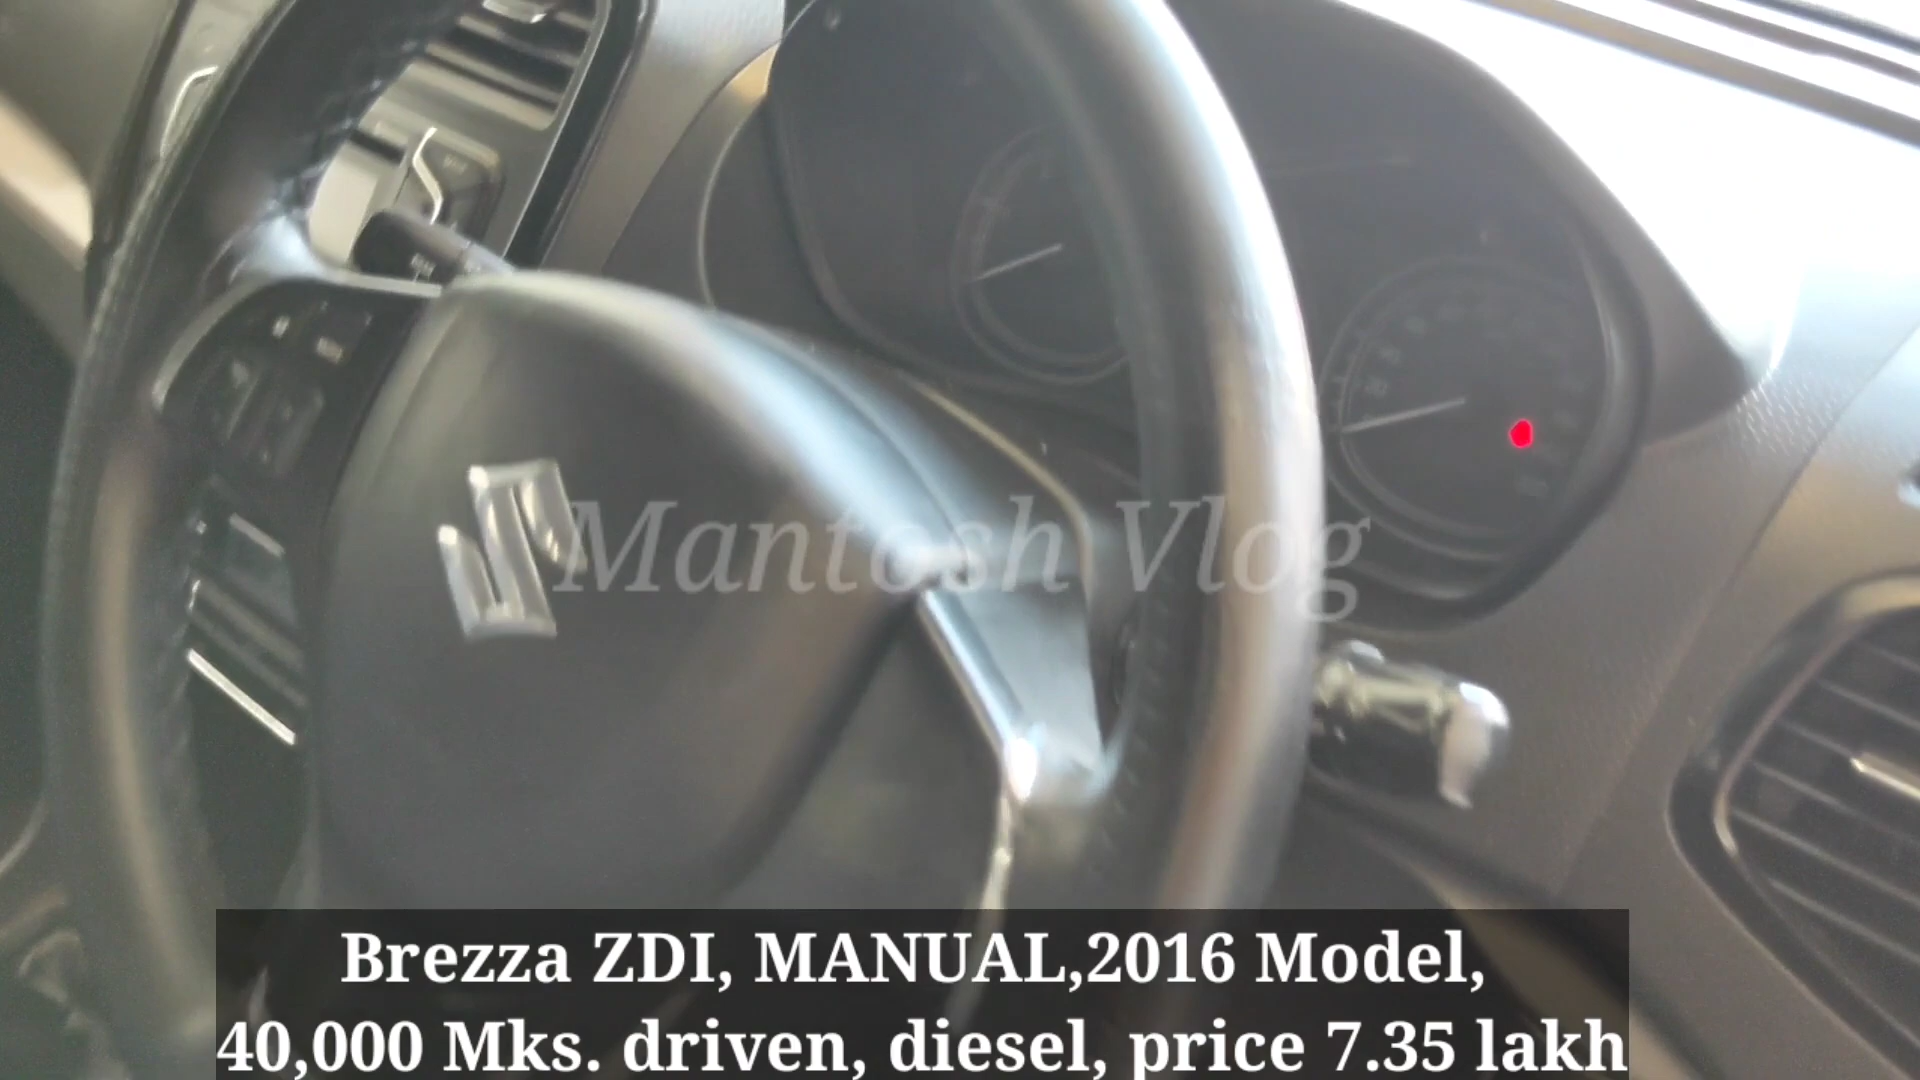 Mantosh Vlog
Brezza ZDI, MANUAL,2016 Model,
40,000 Mks. driven, diesel, price 7.35 lakh